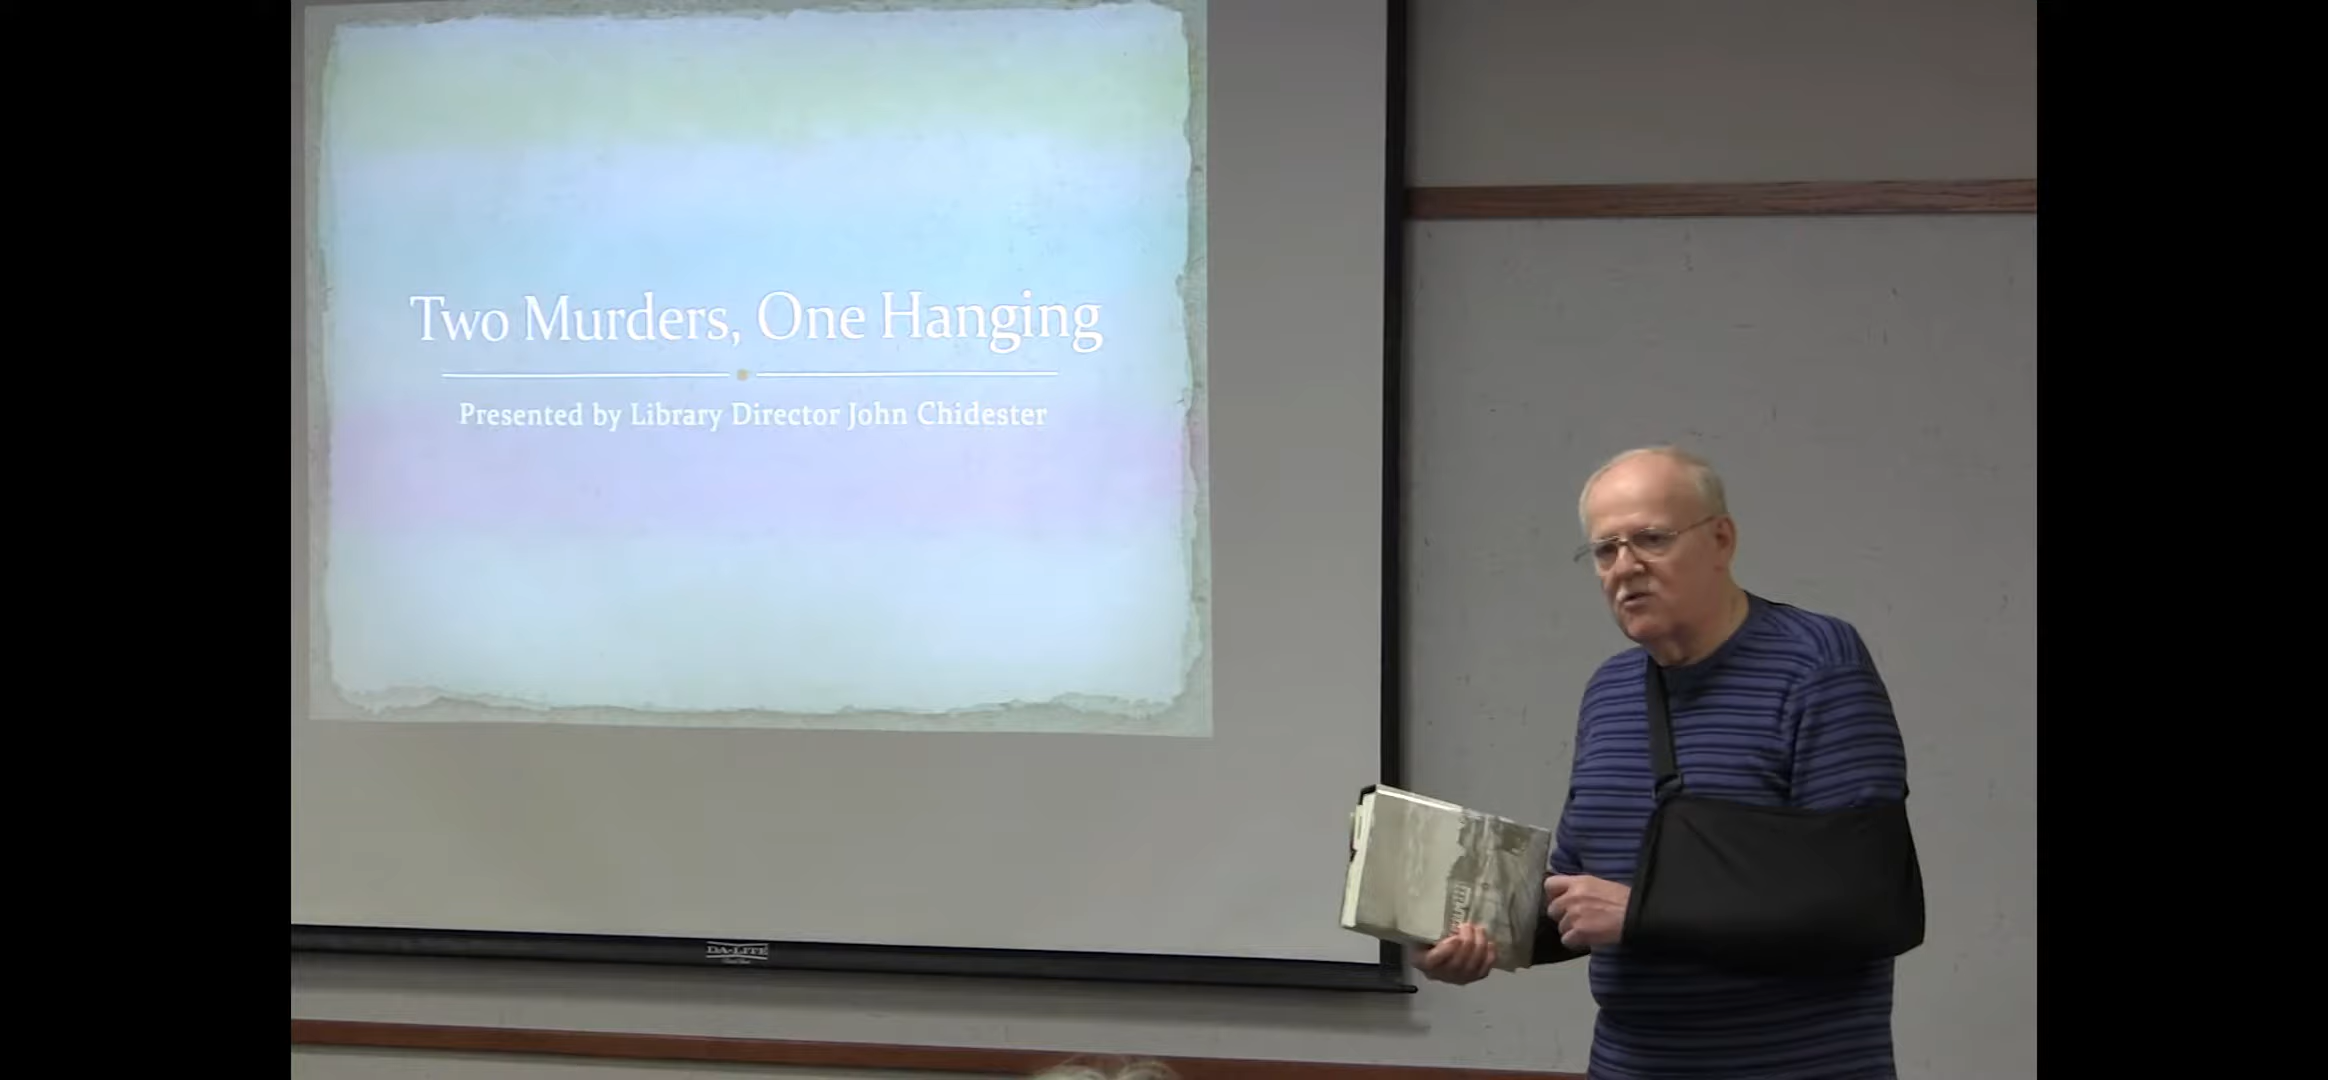 Two Murders, One Hanging
Presented by Library Director John Chidester
DA-LITE